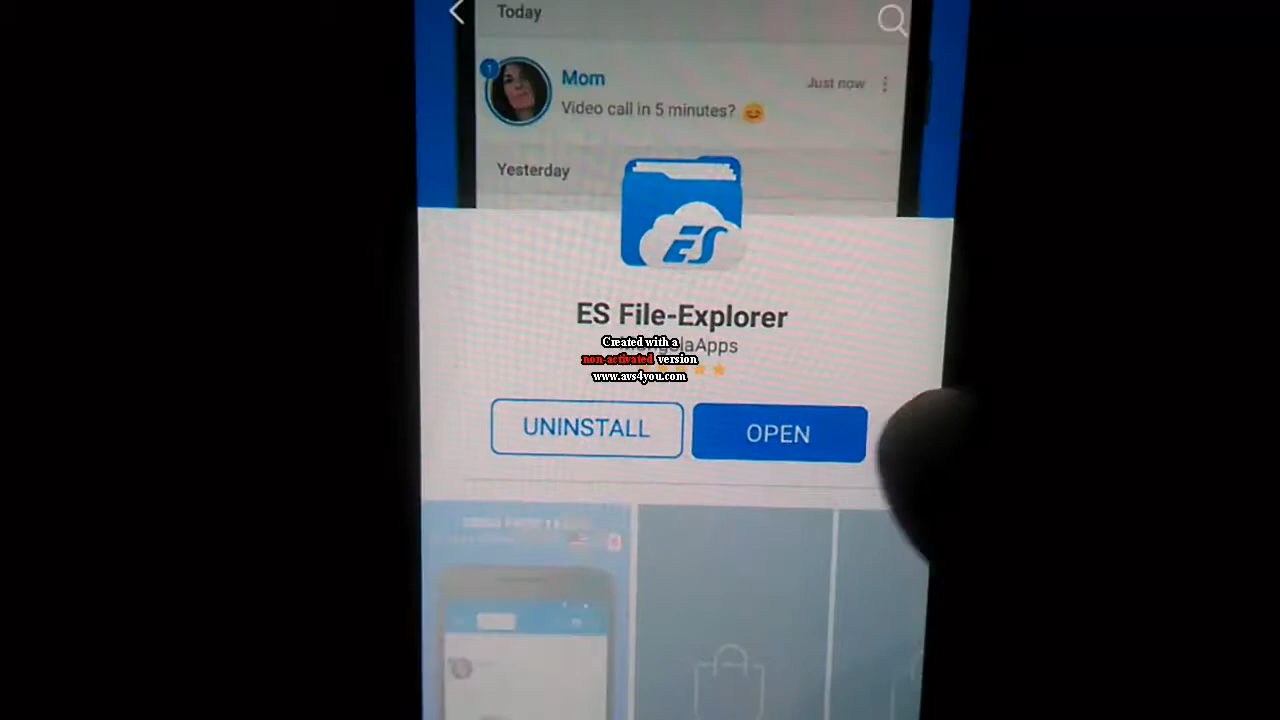 Today
1
Mom
Just now
Video call in 5 minutes?
Yesterday
ES
ES File-Explorer
Created with a
non-activated version
www.avs4you.com
UNINSTALL
OPEN